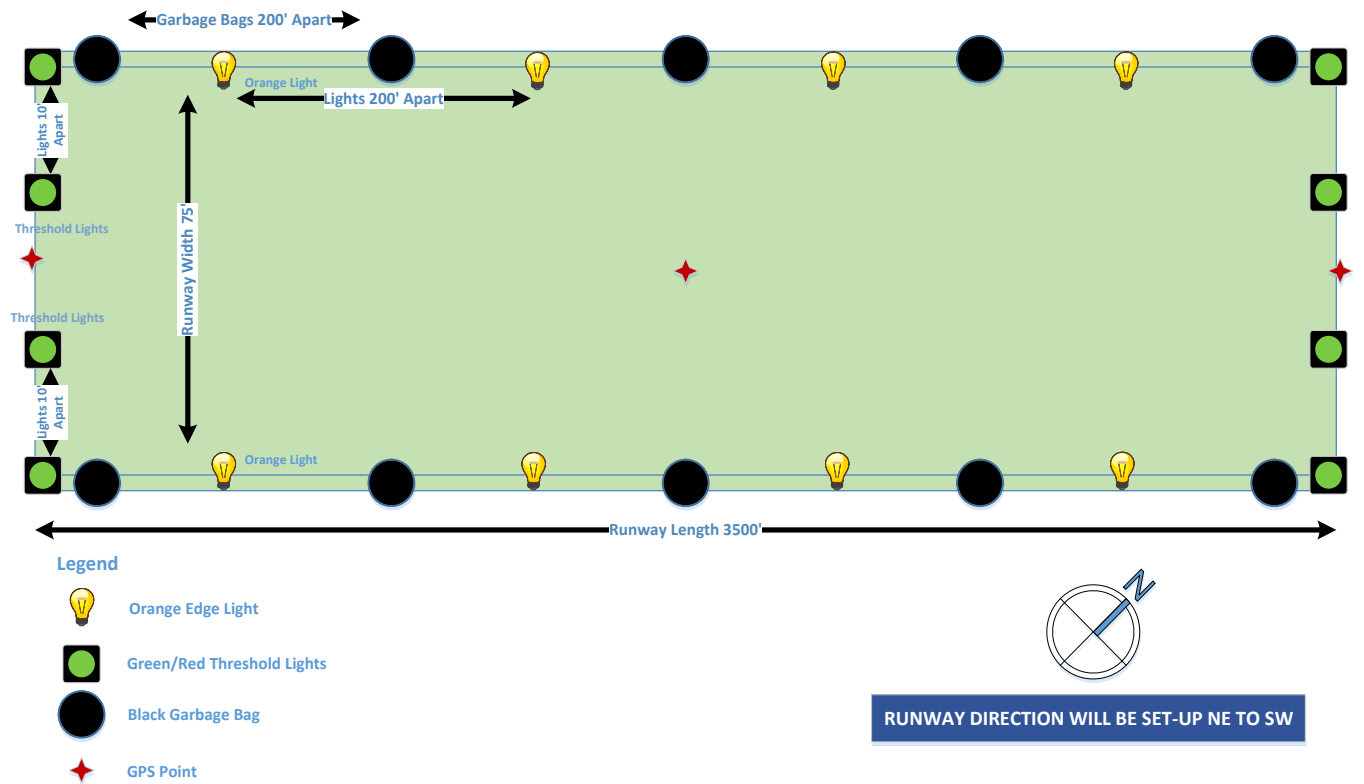 Garbage Bags 200' Apart
Orange Light
Lights 200' Apart
Lights 10'
Apart
Threshold Lights
Runway Width 75'
Threshold Lights
Lights 10'
Apart
Orange Light
Runway Length 3500'
Legend
Orange Edge Light
Green/Red Threshold Lights
Black Garbage Bag
GPS Point
N
RUNWAY DIRECTION WILL BE SET-UP NE TO SW